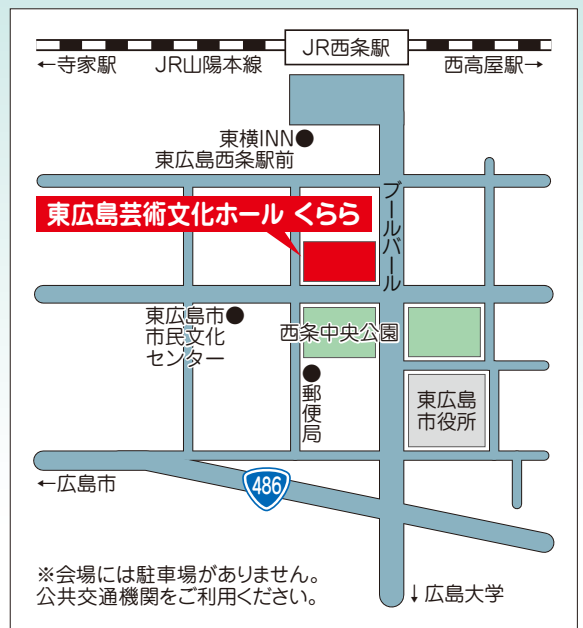 JR西条駅
←寺家駅
JR山陽本線
西高屋駅→
東横INN
東広島西条駅前
ブールバール
東広島芸術文化ホール くらら
東広島市
市民文化
センター
西条中央公園
郵便局
東広島
市役所
←広島市
486
※会場には駐車場がありません。
公共交通機関をご利用ください。
↓広島大学